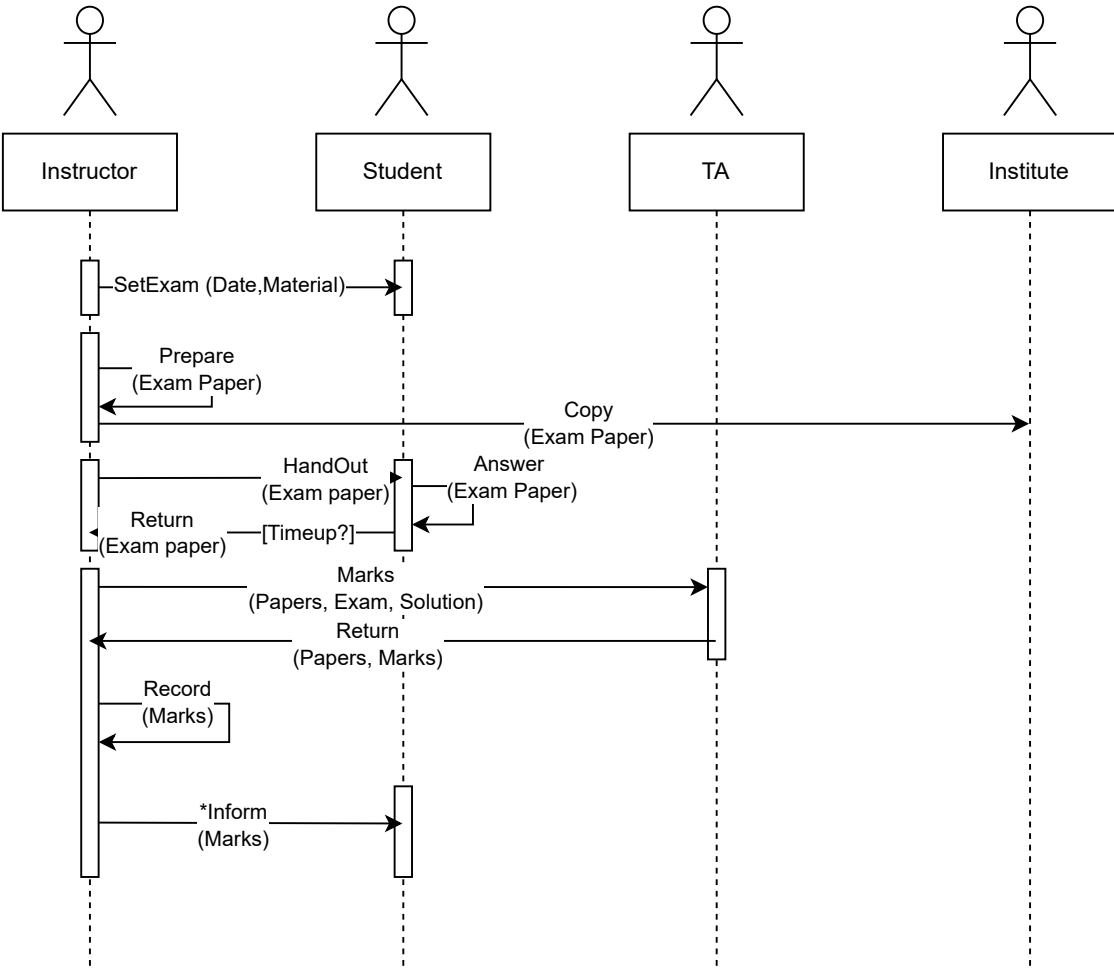 Instructor
Student
TA
Institute
SetExam (Date,Material)
Prepare
(Exam Paper)
Copy
(Exam Paper)
HandOut
(Exam paper)
Answer
(Exam Paper)
Return
(Exam paper)
[Timeup?]
Marks
(Papers, Exam, Solution)
Return
(Papers, Marks)
Record
(Marks)
*Inform
(Marks)